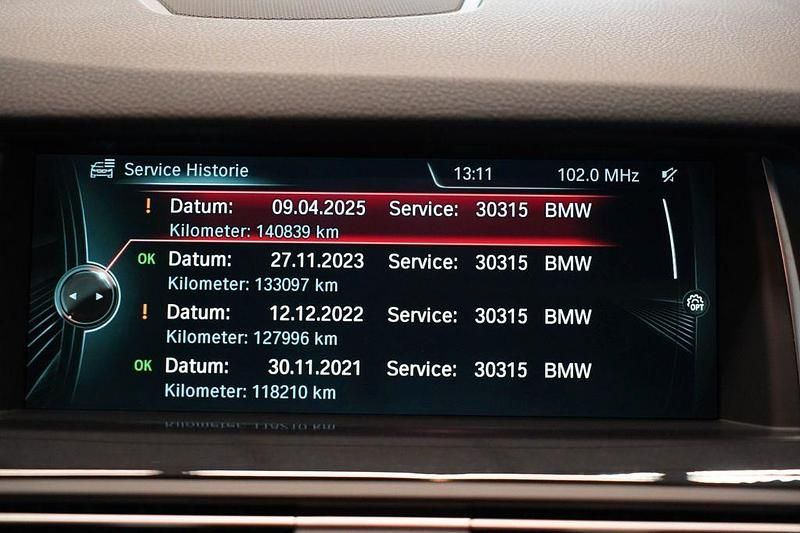 Service Historie 13:11 102.0 MHz
! Datum: 09.04.2025 Service: 30315 BMW
Kilometer: 140839 km
OK Datum: 27.11.2023 Service: 30315 BMW
Kilometer: 133097 km
! Datum: 12.12.2022 Service: 30315 BMW
Kilometer: 127996 km
OK Datum: 30.11.2021 Service: 30315 BMW
Kilometer: 118210 km
OPT